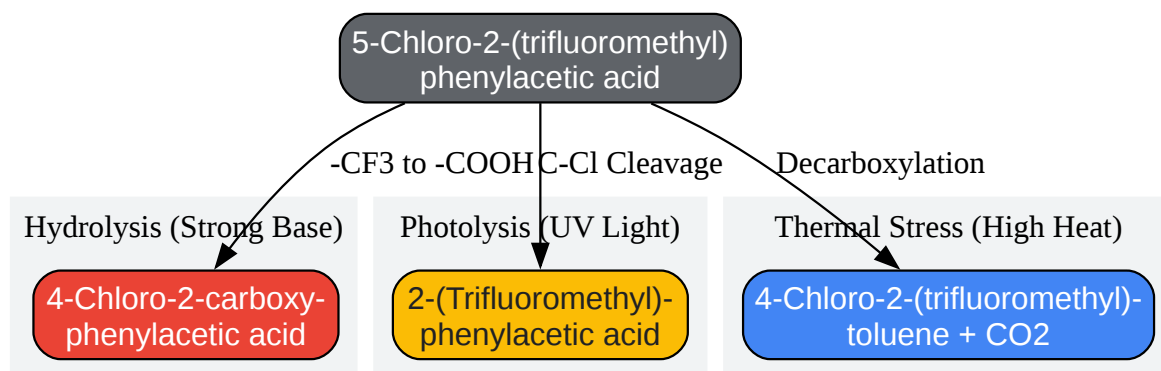 5-Chloro-2-(trifluoromethyl)
phenylacetic acid
-CF3 to -COOH
C-Cl Cleavage
Decarboxylation
Hydrolysis (Strong Base)
Photolysis (UV Light)
Thermal Stress (High Heat)
4-Chloro-2-carboxy-
phenylacetic acid
2-(Trifluoromethyl)-
phenylacetic acid
4-Chloro-2-(trifluoromethyl)-
toluene + CO2